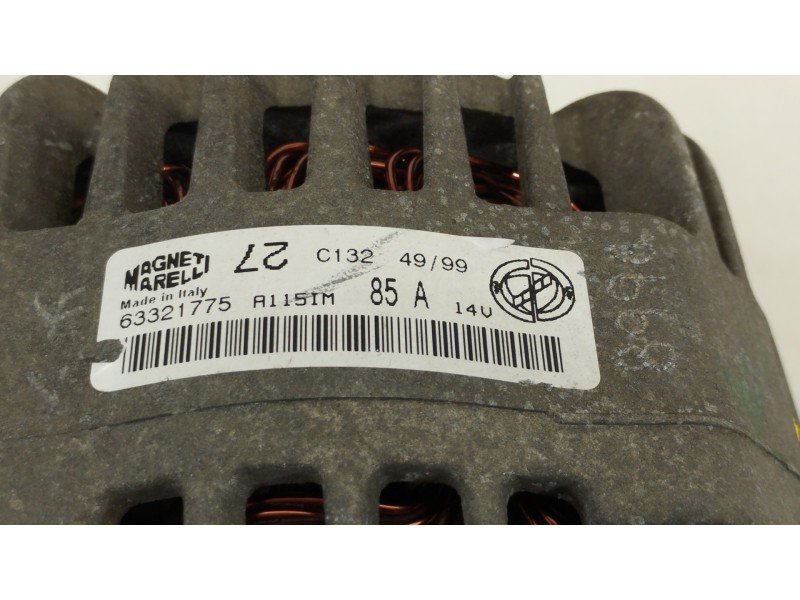 MAGNETI
MARELLI
27
C132 49/99
Made in Italy
63321775 A115IM 85 A 14V